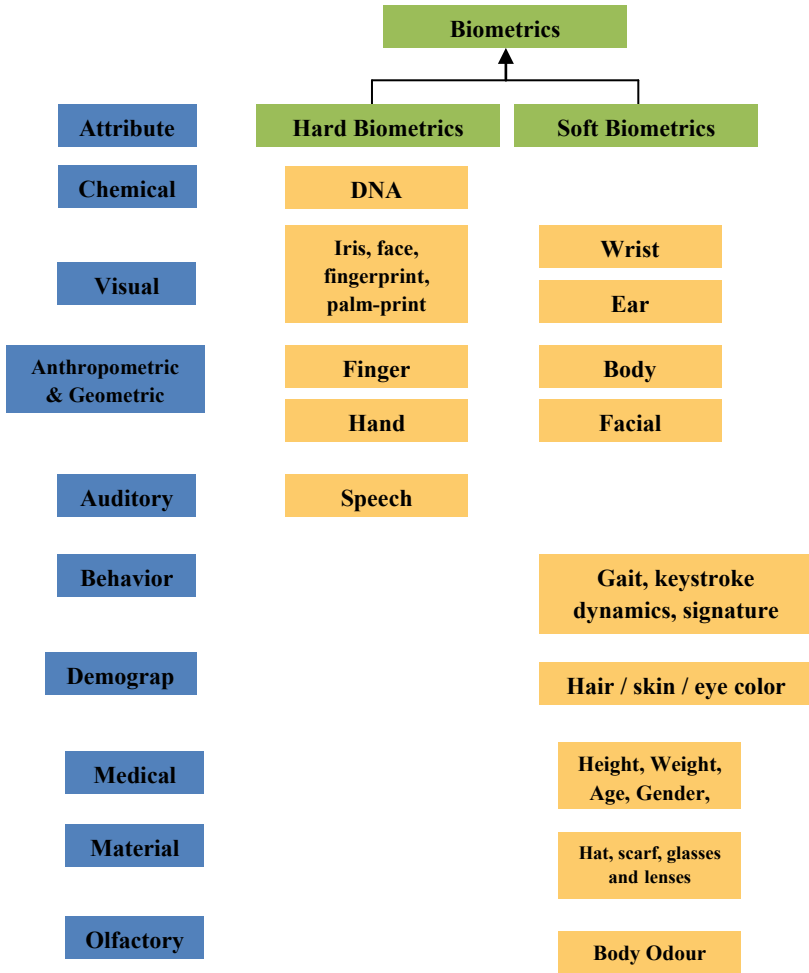 Biometrics
Attribute
Hard Biometrics
Soft Biometrics
Chemical
DNA
Visual
Iris, face,
fingerprint,
palm-print
Wrist
Ear
Anthropometric
& Geometric
Finger
Body
Hand
Facial
Auditory
Speech
Behavior
Gait, keystroke
dynamics, signature
Demograp
Hair / skin / eye color
Medical
Height, Weight,
Age, Gender,
Material
Hat, scarf, glasses
and lenses
Olfactory
Body Odour